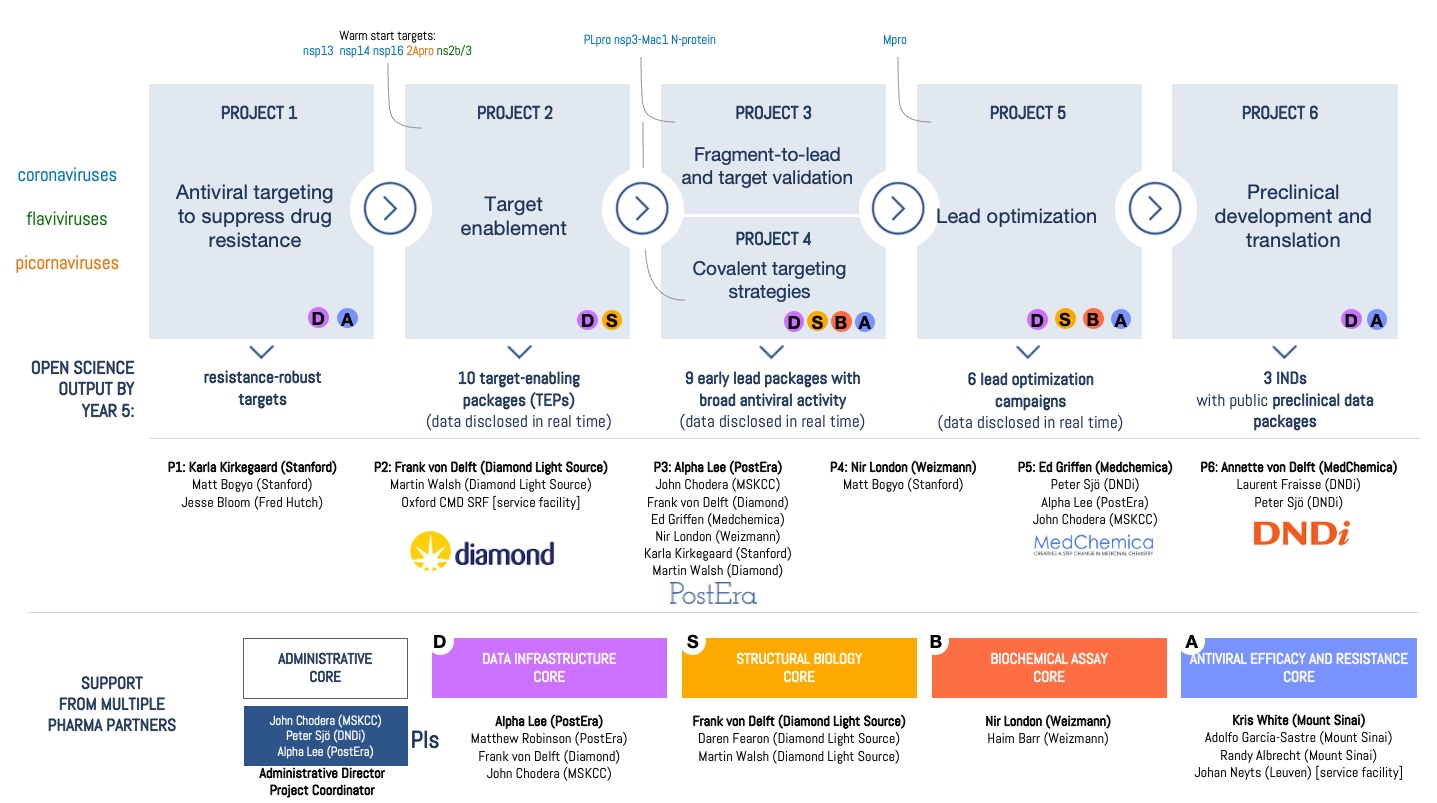 Warm start targets:
nsp13 nsp14 nsp16 2Apro ns2b/3
PLpro nsp3-Mac1 N-protein
Mpro
coronaviruses
flaviviruses
picornaviruses
PROJECT 1
Antiviral targeting
to suppress drug
resistance
D A
PROJECT 2
Target
enablement
D S
PROJECT 3
Fragment-to-lead
and target validation
PROJECT 4
Covalent targeting
strategies
D S B A
PROJECT 5
Lead optimization
D S B A
PROJECT 6
Preclinical
development and
translation
D A
OPEN SCIENCE
OUTPUT BY
YEAR 5:
resistance-robust
targets
10 target-enabling
packages (TEPs)
(data disclosed in real time)
9 early lead packages with
broad antiviral activity
(data disclosed in real time)
6 lead optimization
campaigns
(data disclosed in real time)
3 INDs
with public preclinical data
packages
P1: Karla Kirkegaard (Stanford)
Matt Bogyo (Stanford)
Jesse Bloom (Fred Hutch)
P2: Frank von Delft (Diamond Light Source)
Martin Walsh (Diamond Light Source)
Oxford CMD SRF [service facility]
diamond
P3: Alpha Lee (PostEra)
John Chodera (MSKCC)
Frank von Delft (Diamond)
Ed Griffen (Medchemica)
Nir London (Weizmann)
Karla Kirkegaard (Stanford)
Martin Walsh (Diamond)
PostEra
P4: Nir London (Weizmann)
Matt Bogyo (Stanford)
P5: Ed Griffen (Medchemica)
Peter Sjö (DNDi)
Alpha Lee (PostEra)
John Chodera (MSKCC)
MedChemica
CREATING A STEP CHANGE IN MEDICINAL CHEMISTRY
P6: Annette von Delft (MedChemica)
Laurent Fraisse (DNDi)
Peter Sjö (DNDi)
DNDi
SUPPORT
FROM MULTIPLE
PHARMA PARTNERS
ADMINISTRATIVE
CORE
John Chodera (MSKCC)
Peter Sjö (DNDi)
Alpha Lee (PostEra)
PIs
Administrative Director
Project Coordinator
D
DATA INFRASTRUCTURE
CORE
Alpha Lee (PostEra)
Matthew Robinson (PostEra)
Frank von Delft (Diamond)
John Chodera (MSKCC)
S
STRUCTURAL BIOLOGY
CORE
Frank von Delft (Diamond Light Source)
Daren Fearon (Diamond Light Source)
Martin Walsh (Diamond Light Source)
B
BIOCHEMICAL ASSAY
CORE
Nir London (Weizmann)
Haim Barr (Weizmann)
A
ANTIVIRAL EFFICACY AND RESISTANCE
CORE
Kris White (Mount Sinai)
Adolfo García-Sastre (Mount Sinai)
Randy Albrecht (Mount Sinai)
Johan Neyts (Leuven) [service facility]